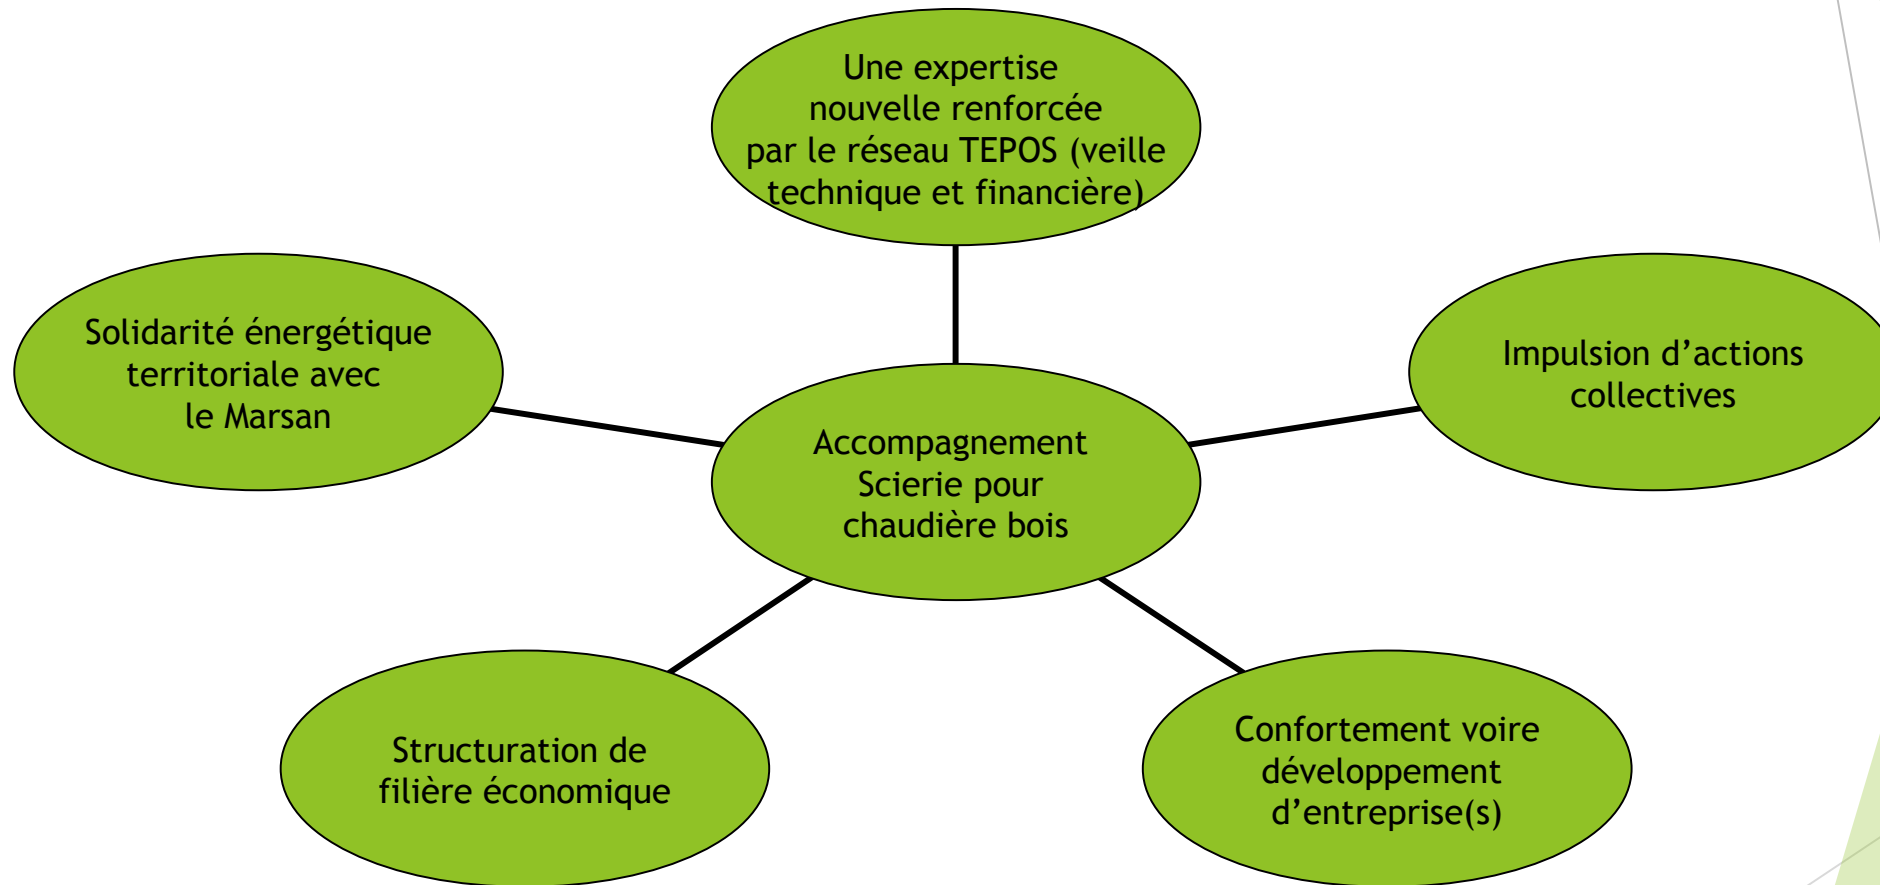 Une expertise
nouvelle renforcée
par le réseau TEPOS (veille
technique et financière)
Solidarité énergétique
territoriale avec
le Marsan
Impulsion d’actions
collectives
Accompagnement
Scierie pour
chaudière bois
Structuration de
filière économique
Confortement voire
développement
d’entreprise(s)